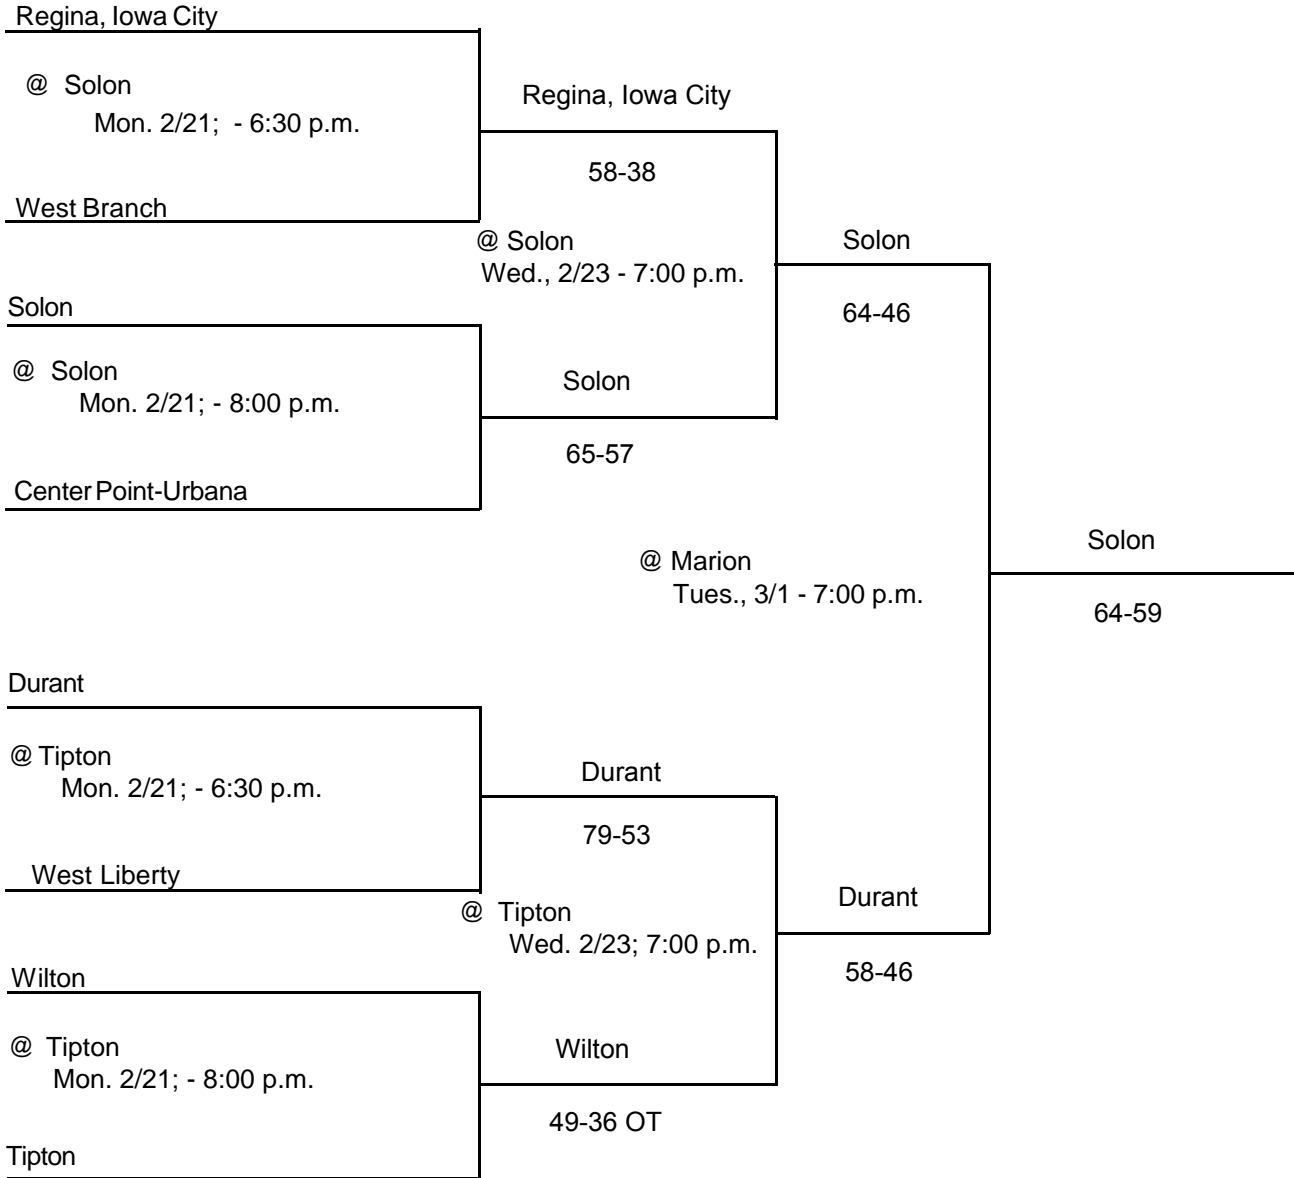 Regina, Iowa City
@ Solon
Mon. 2/21; - 6:30 p.m.
Regina, Iowa City
58-38
West Branch
@ Solon
Wed., 2/23 - 7:00 p.m.
Solon
64-46
Solon
@ Solon
Mon. 2/21; - 8:00 p.m.
Solon
65-57
Center Point-Urbana
@ Marion
Tues., 3/1 - 7:00 p.m.
Solon
64-59
Durant
@ Tipton
Mon. 2/21; - 6:30 p.m.
Durant
79-53
West Liberty
@ Tipton
Wed. 2/23; 7:00 p.m.
Durant
58-46
Wilton
@ Tipton
Mon. 2/21; - 8:00 p.m.
Wilton
49-36 OT
Tipton